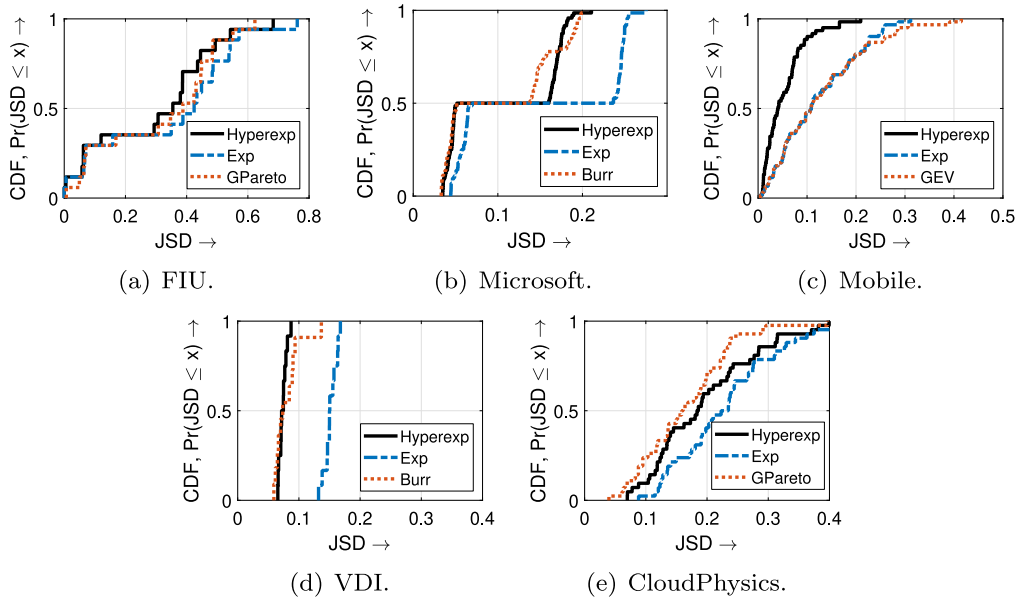 CDF, Pr(JSD ≤ x) →
1
0.5
0
Hyperexp
Exp
GPareto
0 0.2 0.4 0.6 0.8
JSD →
(a) FIU.
CDF, Pr(JSD ≤ x) →
1
0.5
0
Hyperexp
Exp
Burr
0 0.1 0.2
JSD →
(b) Microsoft.
CDF, Pr(JSD ≤ x) →
1
0.5
0
Hyperexp
Exp
GEV
0 0.1 0.2 0.3 0.4 0.5
JSD →
(c) Mobile.
CDF, Pr(JSD ≤ x) →
1
0.5
0
Hyperexp
Exp
Burr
0 0.1 0.2 0.3 0.4
JSD →
(d) VDI.
CDF, Pr(JSD ≤ x) →
1
0.5
0
Hyperexp
Exp
GPareto
0 0.1 0.2 0.3 0.4
JSD →
(e) CloudPhysics.